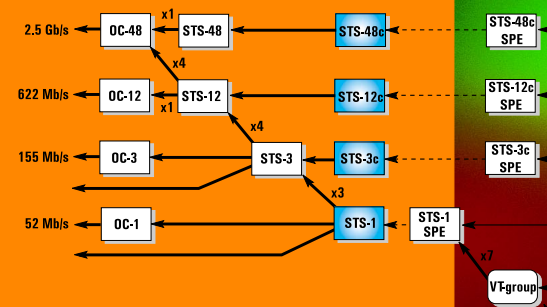 x1
2.5 Gb/s OC-48 STS-48 STS-48c STS-48c SPE
x4
622 Mb/s OC-12 STS-12 STS-12c STS-12c SPE
x1
x4
155 Mb/s OC-3 STS-3 STS-3c STS-3c SPE
x3
52 Mb/s OC-1 STS-1 STS-1 SPE
x7
VT-group